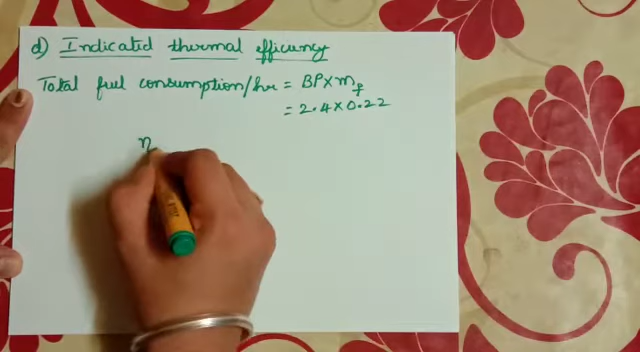 d) Indicated thermal efficiency
Total fuel consumption/hr = BP × mf
= 2.4 × 0.22
η